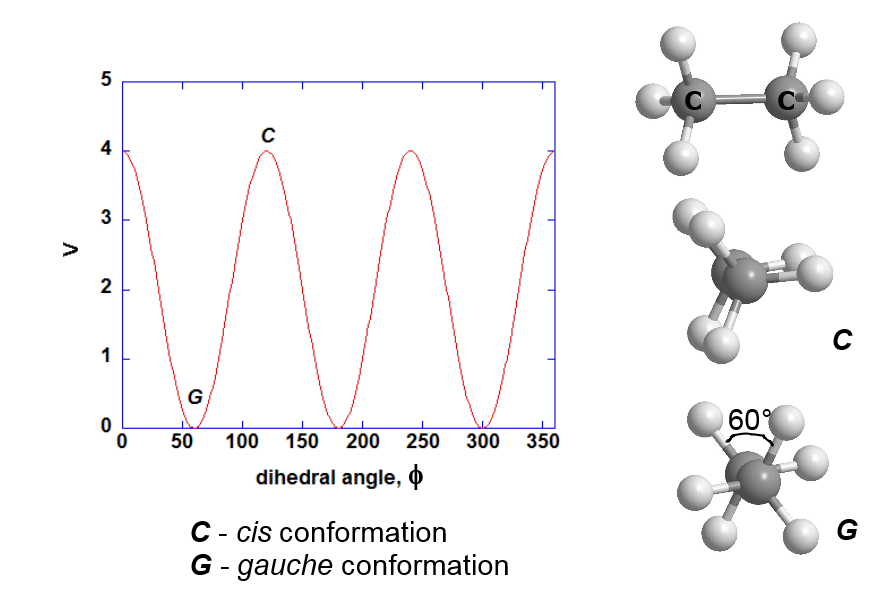 5
4
3
2
1
0
V
C
G
0 50 100 150 200 250 300 350
dihedral angle, ϕ
C - cis conformation
G - gauche conformation
C C
C
60°
G